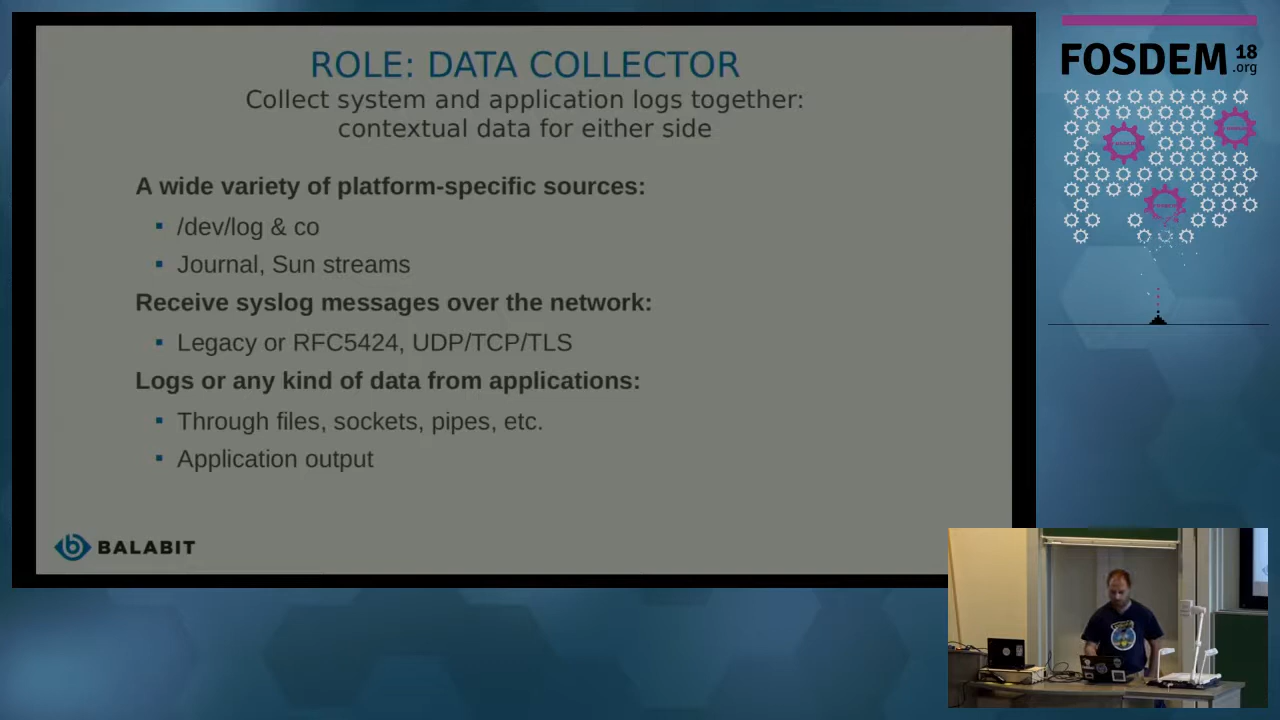 ROLE: DATA COLLECTOR
Collect system and application logs together:
contextual data for either side
A wide variety of platform-specific sources:
▪ /dev/log & co
▪ Journal, Sun streams
Receive syslog messages over the network:
▪ Legacy or RFC5424, UDP/TCP/TLS
Logs or any kind of data from applications:
▪ Through files, sockets, pipes, etc.
▪ Application output
BALABIT
FOSDEM 18
.org